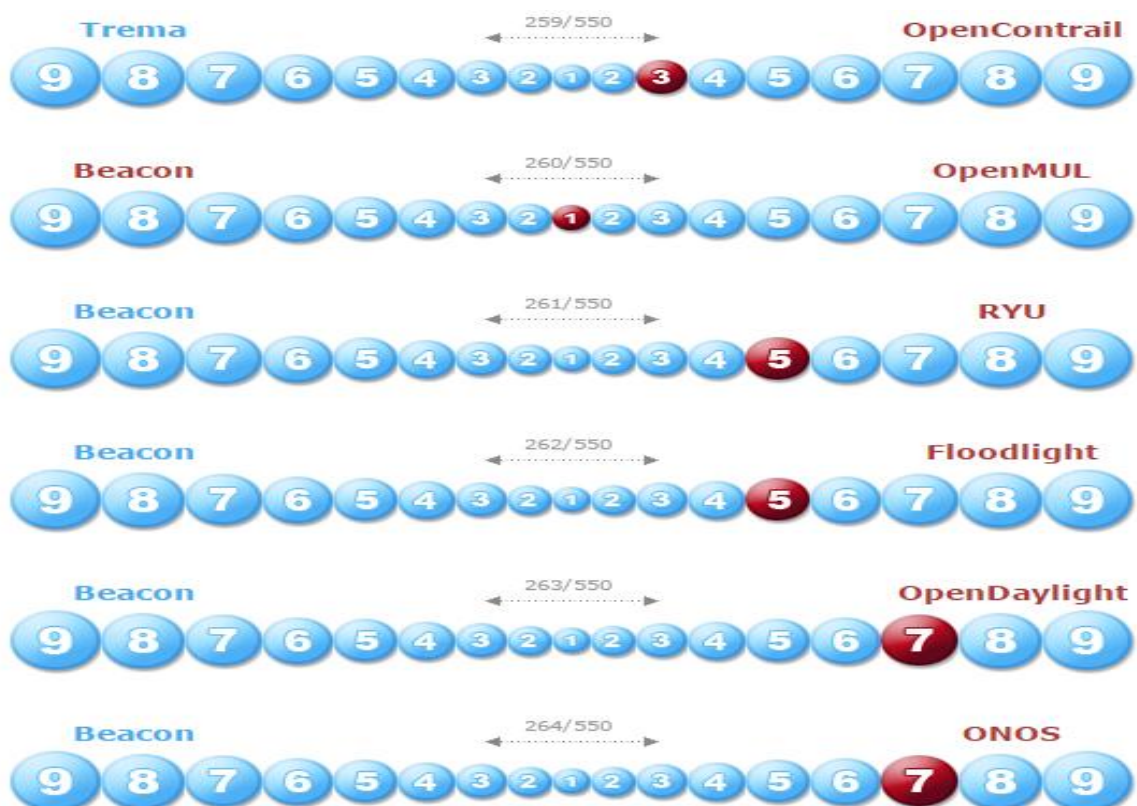 259/550
Trema OpenContrail
9 8 7 6 5 4 3 2 1 2 3 4 5 6 7 8 9
260/550
Beacon OpenMUL
9 8 7 6 5 4 3 2 1 2 3 4 5 6 7 8 9
261/550
Beacon RYU
9 8 7 6 5 4 3 2 1 2 3 4 5 6 7 8 9
262/550
Beacon Floodlight
9 8 7 6 5 4 3 2 1 2 3 4 5 6 7 8 9
263/550
Beacon OpenDaylight
9 8 7 6 5 4 3 2 1 2 3 4 5 6 7 8 9
264/550
Beacon ONOS
9 8 7 6 5 4 3 2 1 2 3 4 5 6 7 8 9